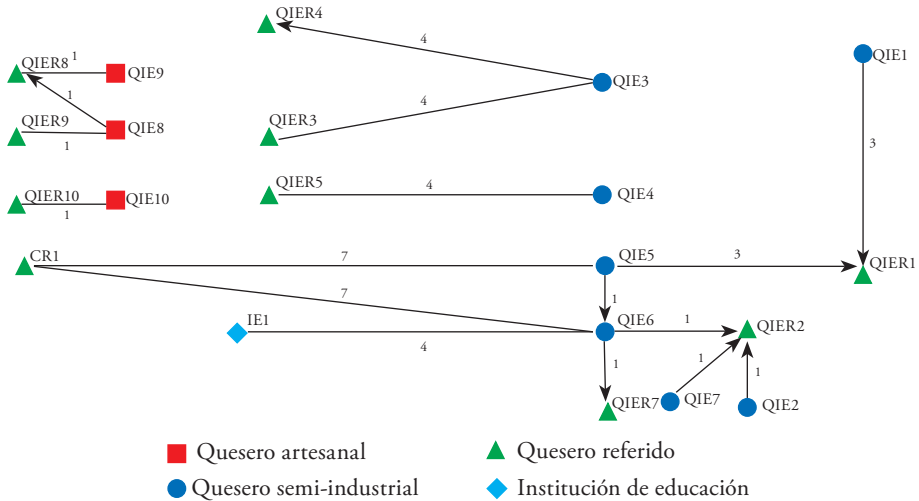 QIER4
4
QIER8 1 QIE9
QIE3
QIE1
1
4
QIER9 QIE8
QIER3
3
1
QIER10 QIE10
QIER5 4 QIE4
1
CR1 7 QIE5 3 QIER1
7 1
IE1 QIE6 1 QIER2
4
1 1 1
QIER7 QIE7 QIE2
Quesero artesanal
Quesero referido
Quesero semi-industrial
Institución de educación